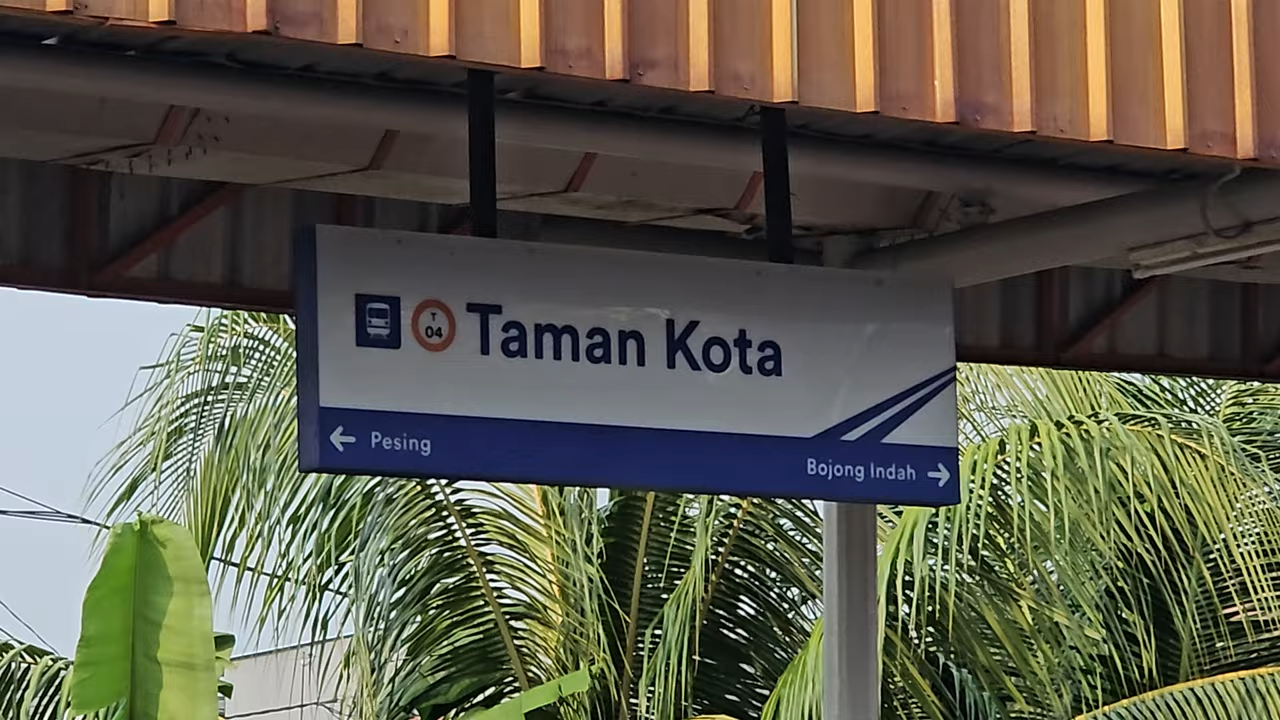 T
04
Taman Kota
← Pesing
Bojong Indah →